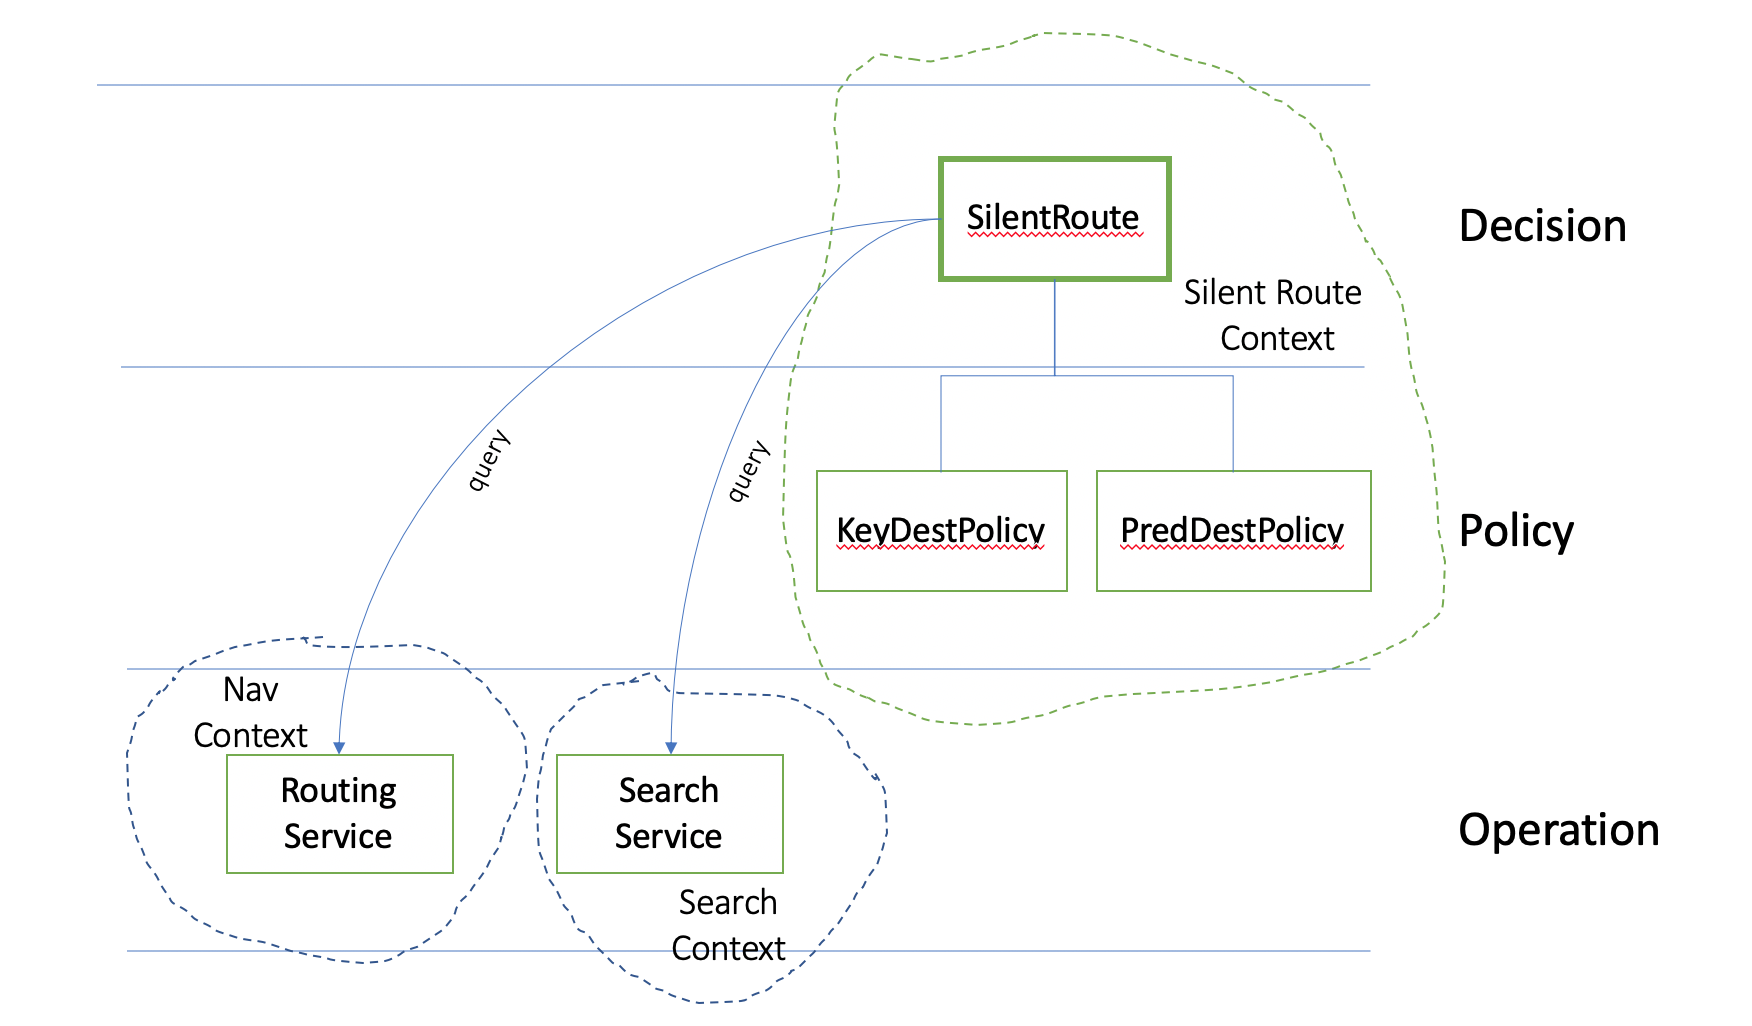 SilentRoute
Decision
Silent Route
Context
query
query
KeyDestPolicy
PredDestPolicy
Policy
Nav
Context
Routing
Service
Search
Service
Operation
Search
Context